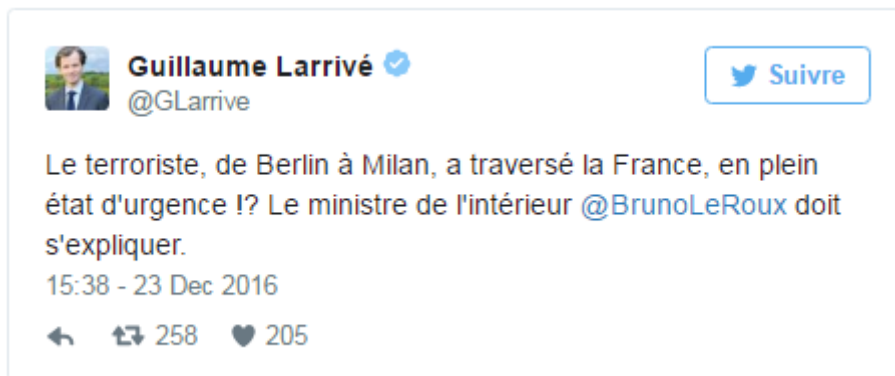 Guillaume Larrivé
@GLarrive
Suivre
Le terroriste, de Berlin à Milan, a traversé la France, en plein
état d'urgence !? Le ministre de l'intérieur @BrunoLeRoux doit
s'expliquer.
15:38 - 23 Dec 2016
258 205